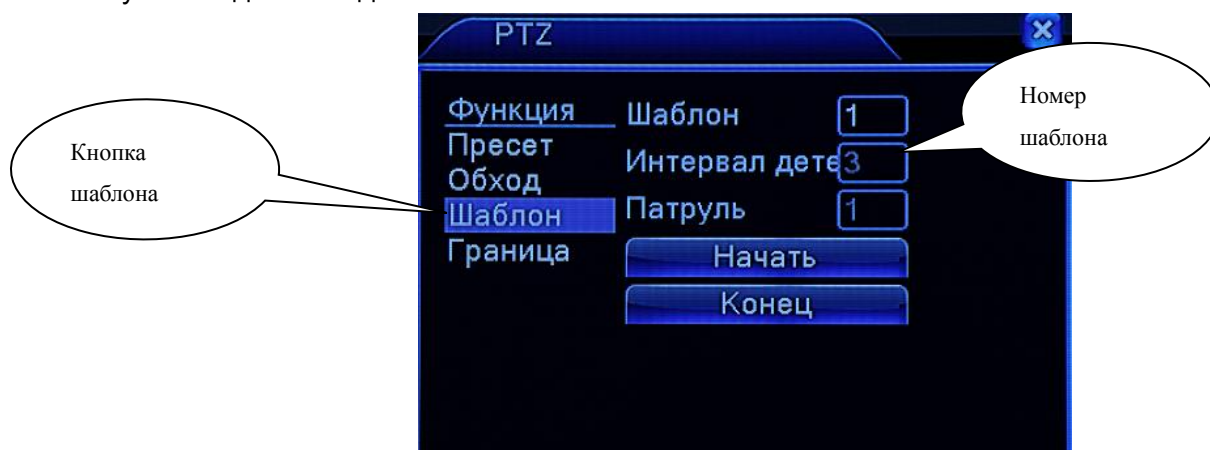 PTZ
Функция
Пресет
Обход
Шаблон
Граница
Шаблон 1
Интервал дете 3
Патруль 1
Начать
Конец
Кнопка
шаблона
Номер
шаблона